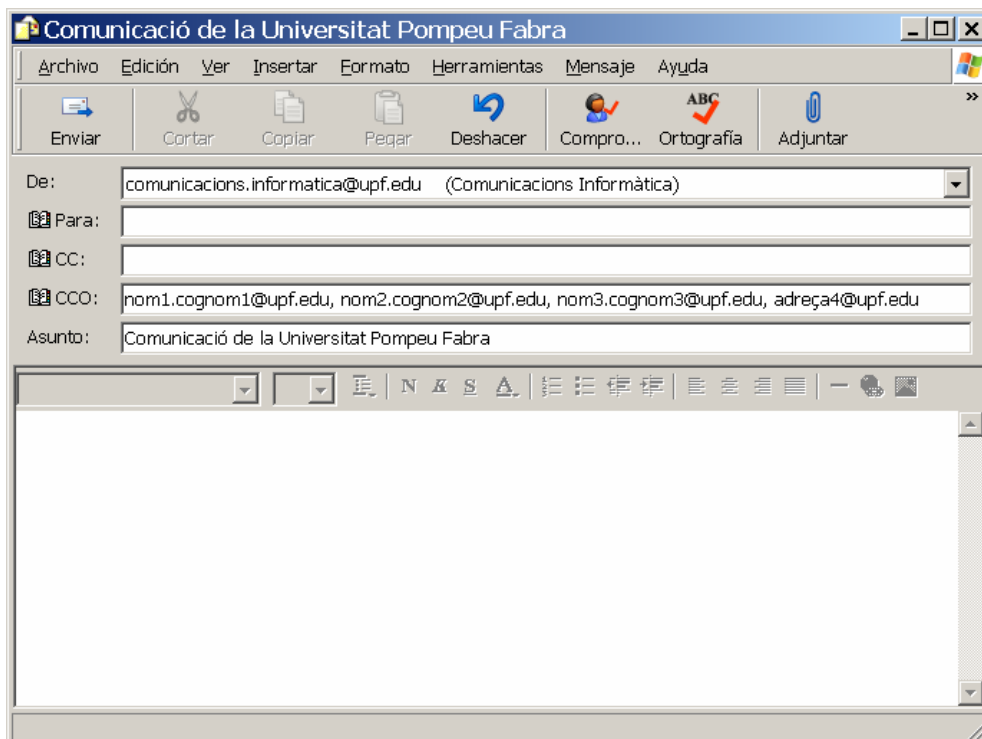 Comunicació de la Universitat Pompeu Fabra
Archivo Edición Ver Insertar Formato Herramientas Mensaje Ayuda
Enviar Cortar Copiar Pegar Deshacer Compro... ABC Ortografía Adjuntar »
De: comunicacions.informatica@upf.edu (Comunicacions Informàtica)
Para:
CC:
CCO: nom1.cognom1@upf.edu, nom2.cognom2@upf.edu, nom3.cognom3@upf.edu, adreça4@upf.edu
Asunto: Comunicació de la Universitat Pompeu Fabra
N K S A